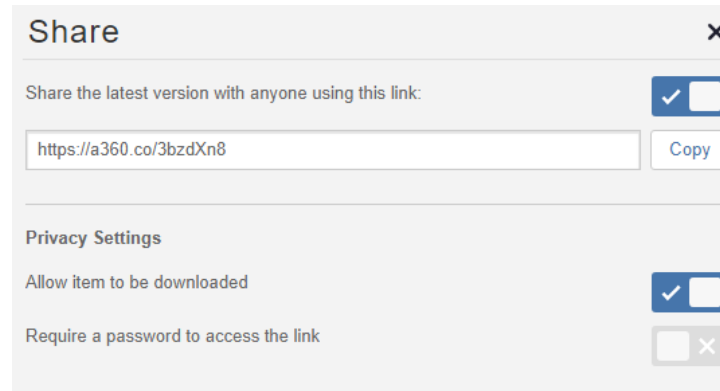 Share
Share the latest version with anyone using this link:
https://a360.co/3bzdXn8
Copy
Privacy Settings
Allow item to be downloaded
Require a password to access the link